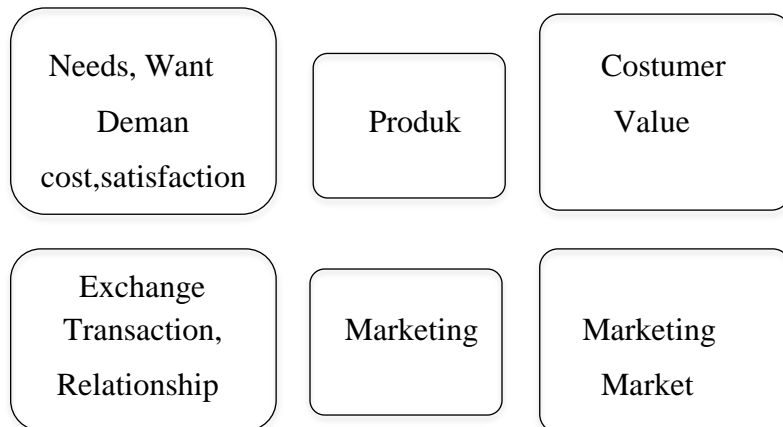 Needs, Want
Deman
cost,satisfaction
Produk
Costumer
Value
Exchange
Transaction,
Relationship
Marketing
Marketing
Market